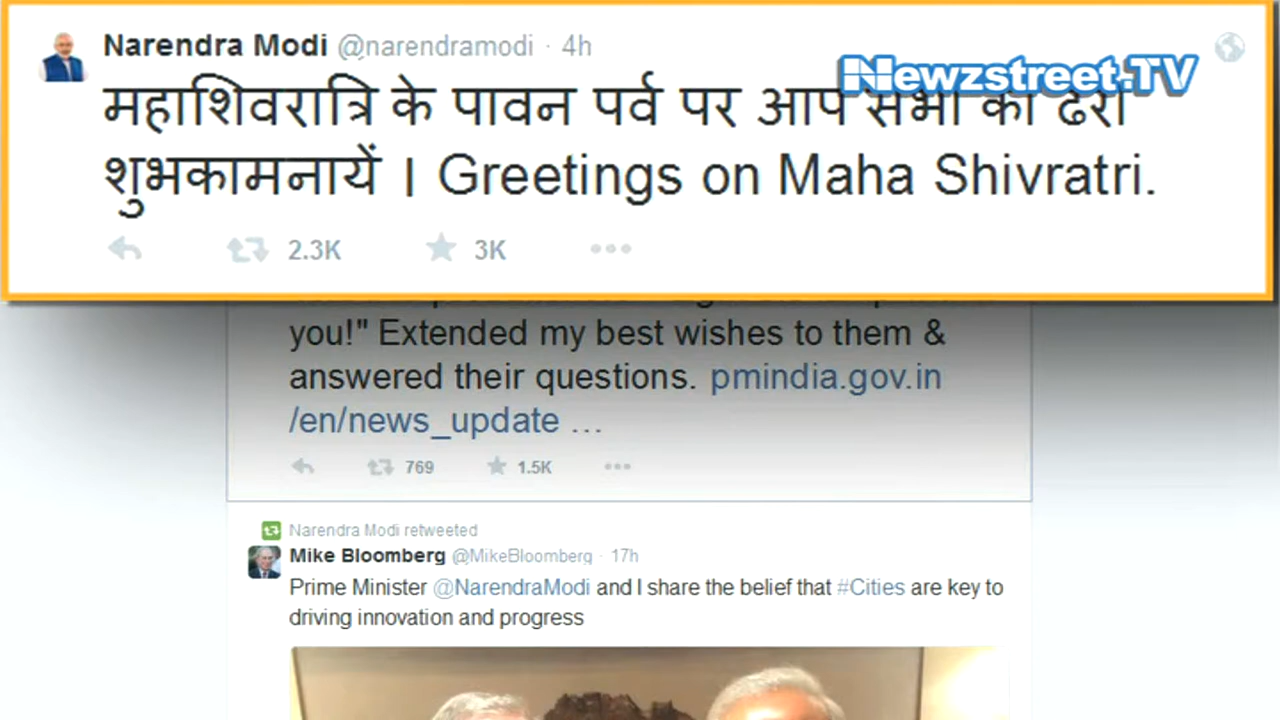 Narendra Modi @narendramodi · 4h
Newzstreet.TV
महाशिवरात्रि के पावन पर्व पर आप सभी को ढेरों
शुभकामनायें । Greetings on Maha Shivratri.
2.3K 3K
you!" Extended my best wishes to them &
answered their questions. pmindia.gov.in
/en/news_update ...
769 1.5K
Narendra Modi retweeted
Mike Bloomberg @MikeBloomberg · 17h
Prime Minister @NarendraModi and I share the belief that #Cities are key to
driving innovation and progress